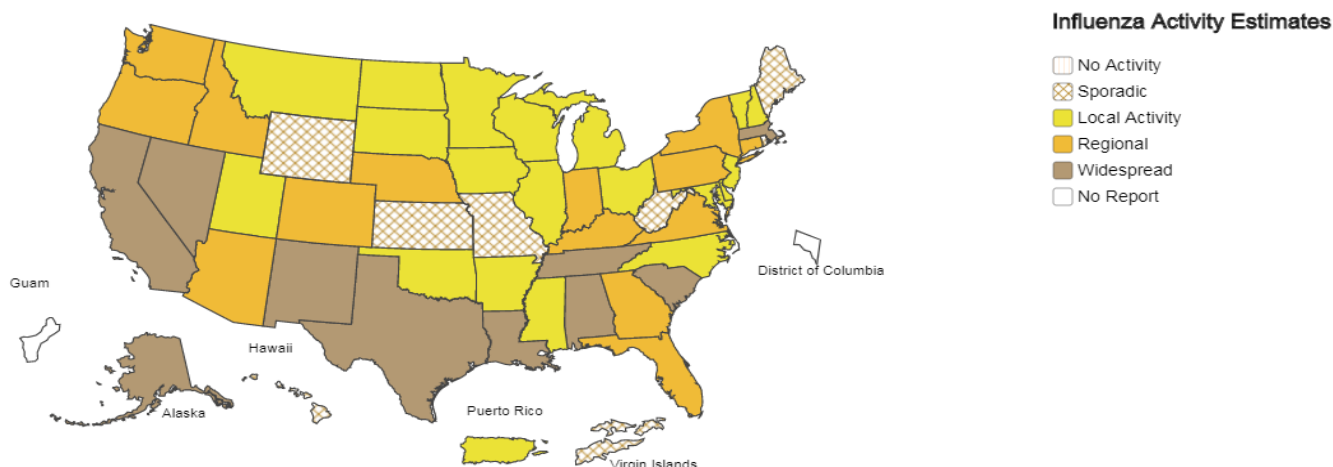 Influenza Activity Estimates
No Activity
Sporadic
Local Activity
Regional
Widespread
No Report
District of Columbia
Guam
Hawaii
Alaska
Puerto Rico
Virgin Islands